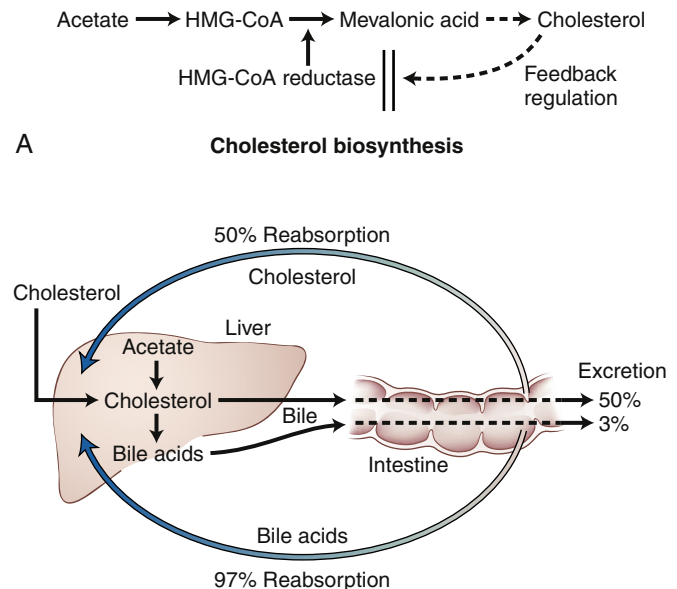 Acetate HMG-CoA Mevalonic acid Cholesterol
HMG-CoA reductase
Feedback
regulation
A
Cholesterol biosynthesis
50% Reabsorption
Cholesterol
Cholesterol
Liver
Acetate
Excretion
Cholesterol
50%
Bile
3%
Bile acids
Intestine
Bile acids
97% Reabsorption